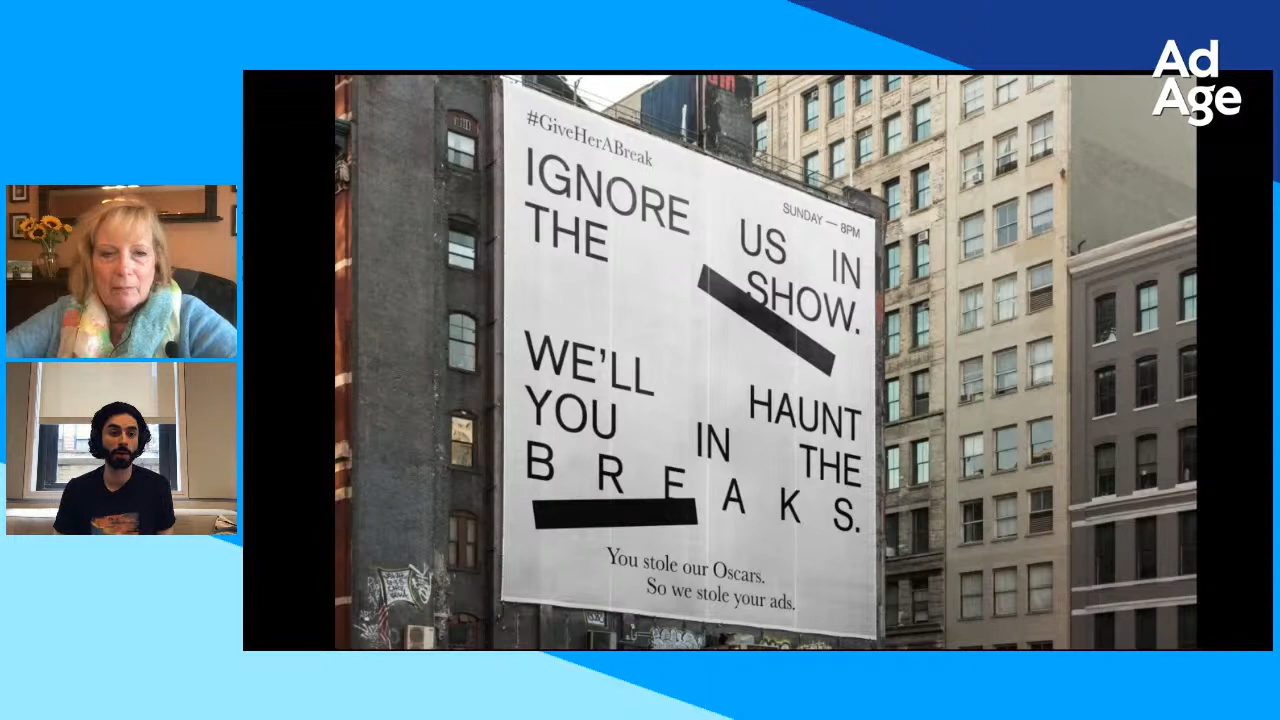 Ad
Age
#GiveHerABreak
SUNDAY — 8PM
IGNORE US IN
THE SHOW.
WE'LL HAUNT
YOU IN THE
BREAKS.
You stole our Oscars.
So we stole your ads.